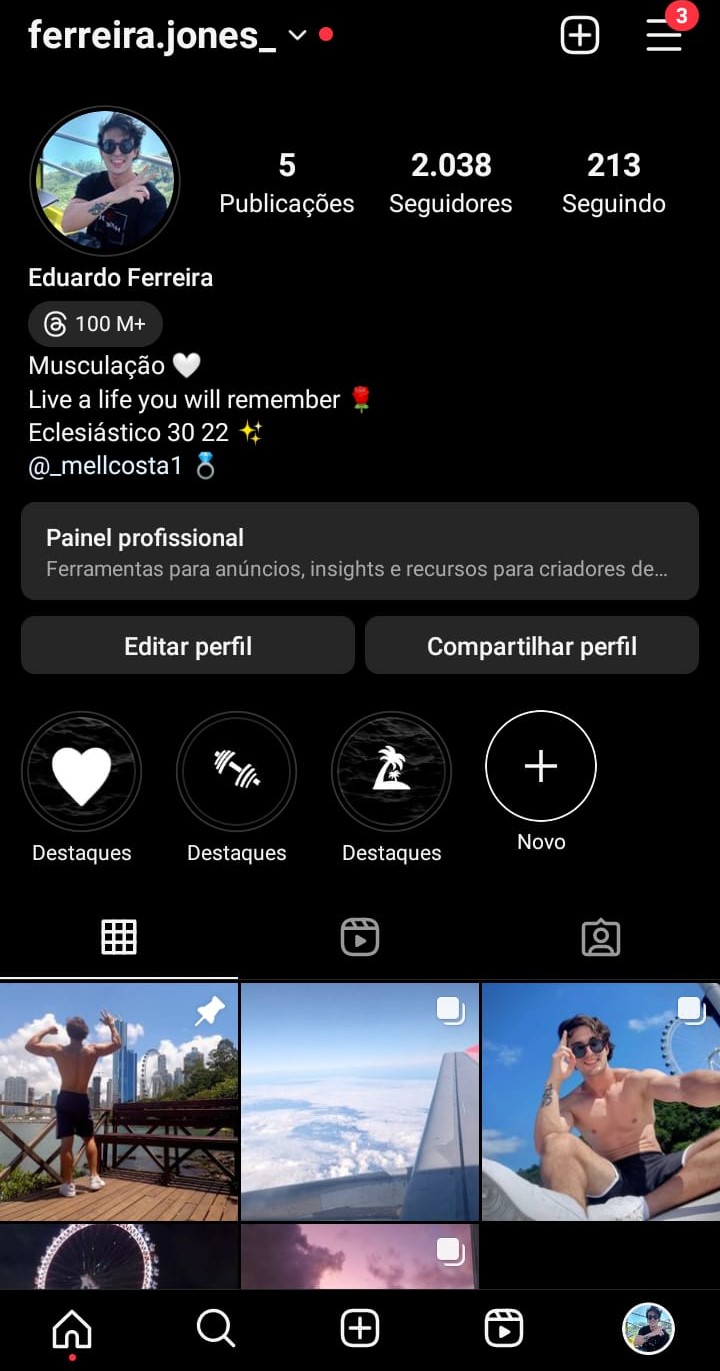 ferreira.jones_
3
5
2.038
213
Publicações
Seguidores
Seguindo
Eduardo Ferreira
100 M+
Musculação 🤍
Live a life you will remember 🌹
Eclesiástico 30 22 ✨
@_mellcosta1 💍
Painel profissional
Ferramentas para anúncios, insights e recursos para criadores de...
Editar perfil
Compartilhar perfil
Destaques
Destaques
Destaques
Novo